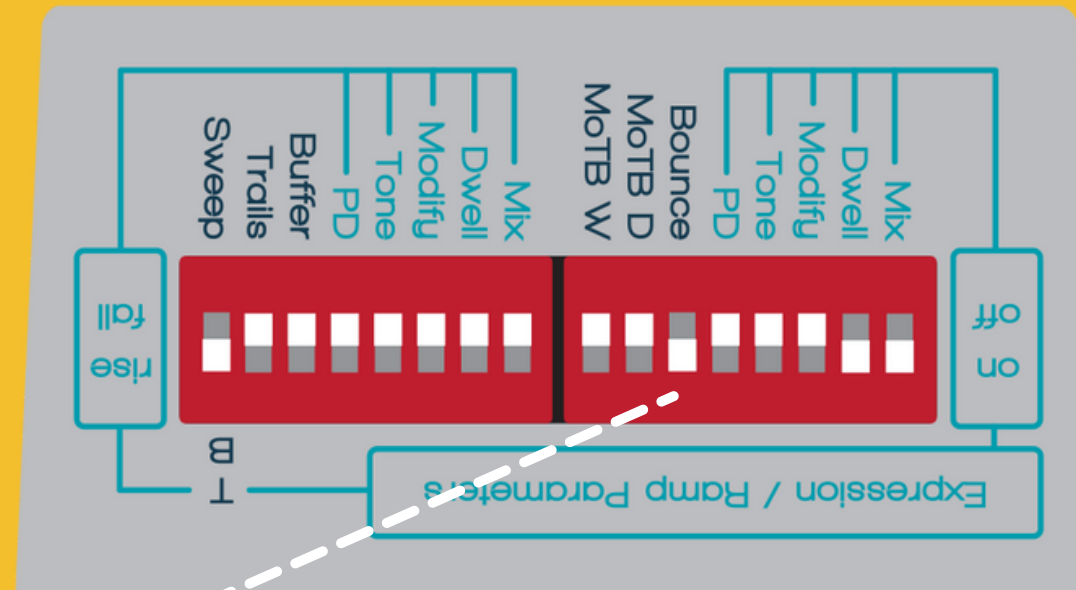 Sweep
Trails
Buffer
PD
Tone
Modify
Dwell
Mix
MoTB W
MoTB D
Bounce
PD
Tone
Modify
Dwell
Mix
fall
rise
off
on
B
T
Expression / Ramp Parameters